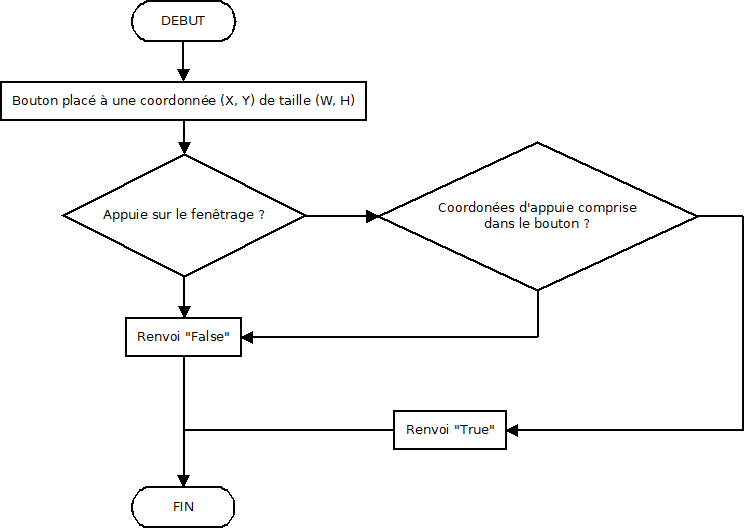 DEBUT
Bouton placé à une coordonnée (X, Y) de taille (W, H)
Appuie sur le fenêtrage ?
Coordonées d'appuie comprise
dans le bouton ?
Renvoi "False"
Renvoi "True"
FIN